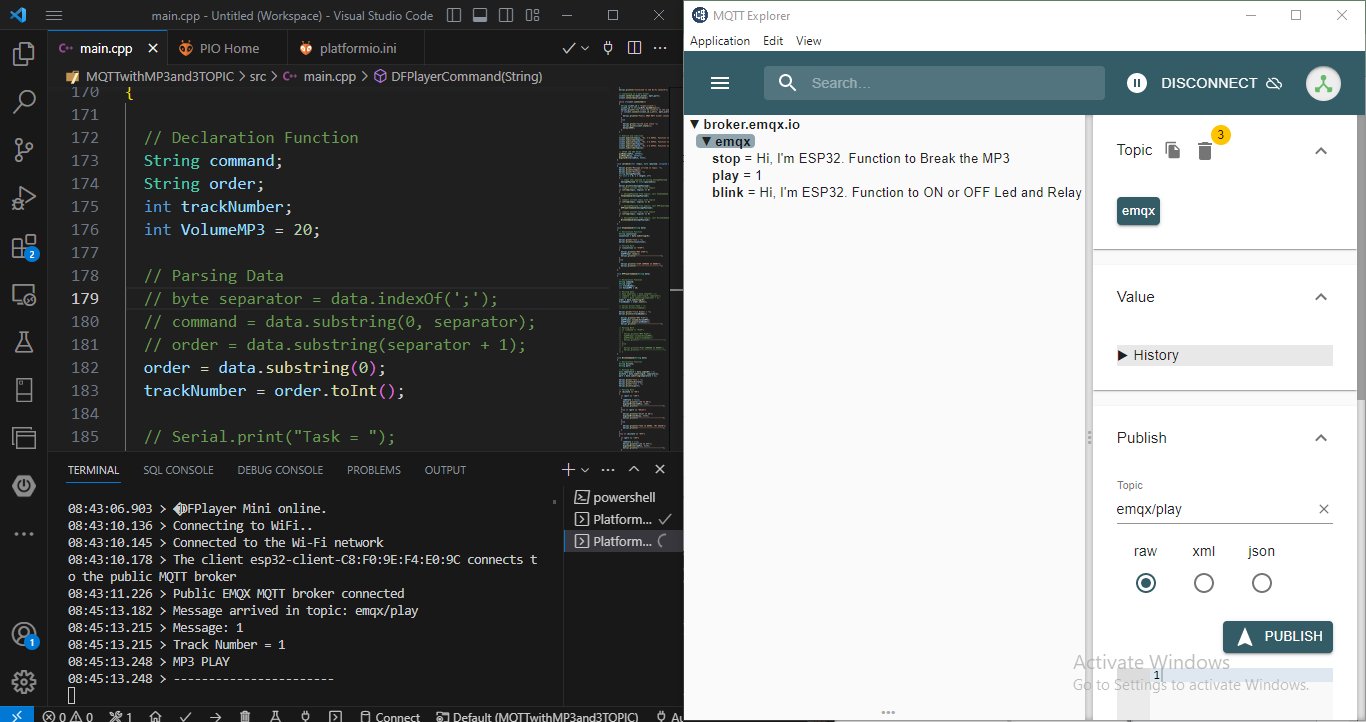 main.cpp - Untitled (Workspace) - Visual Studio Code
main.cpp
PIO Home
platformio.ini
MQTTwithMP3and3TOPIC > src > main.cpp > DFPlayerCommand(String)
170 {
171
172 // Declaration Function
173 String command;
174 String order;
175 int trackNumber;
176 int VolumeMP3 = 20;
177
178 // Parsing Data
179 // byte separator = data.indexOf(';');
180 // command = data.substring(0, separator);
181 // order = data.substring(separator + 1);
182 order = data.substring(0);
183 trackNumber = order.toInt();
184
185 // Serial.print("Task = ");
2
1
TERMINAL
SQL CONSOLE
DEBUG CONSOLE
PROBLEMS
OUTPUT
08:43:06.903 > �DFPlayer Mini online.
08:43:10.136 > Connecting to WiFi..
08:43:10.145 > Connected to the Wi-Fi network
08:43:10.178 > The client esp32-client-C8:F0:9E:F4:E0:9C connects t
o the public MQTT broker
08:43:11.226 > Public EMQX MQTT broker connected
08:45:13.182 > Message arrived in topic: emqx/play
08:45:13.215 > Message: 1
08:45:13.215 > Track Number = 1
08:45:13.248 > MP3 PLAY
08:45:13.248 > -----------------------
powershell
Platform...
Platform...
0 0 1 Connect Default (MQTTwithMP3and3TOPIC) Au
MQTT Explorer
Application Edit View
Search...
DISCONNECT
broker.emqx.io
emqx
stop = Hi, I'm ESP32. Function to Break the MP3
play = 1
blink = Hi, I'm ESP32. Function to ON or OFF Led and Relay
Topic
3
emqx
Value
History
Publish
Topic
emqx/play
raw
xml
json
PUBLISH
1
Activate Windows
Go to Settings to activate Windows.